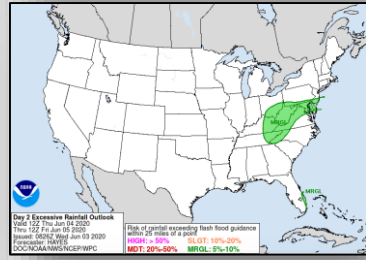 MRGL
MRGL
NOAA
Day 2 Excessive Rainfall Outlook
Valid 12Z Thu Jun 04 2020
Thru 12Z Fri Jun 05 2020
Issued: 0826Z Wed Jun 03 2020
Forecaster: HAYES
DOC/NOAA/NWS/NCEP/WPC
Risk of rainfall exceeding flash flood guidance
within 25 miles of a point
HIGH: > 50% SLGT: 10%-20%
MDT: 20%-50% MRGL: 5%-10%